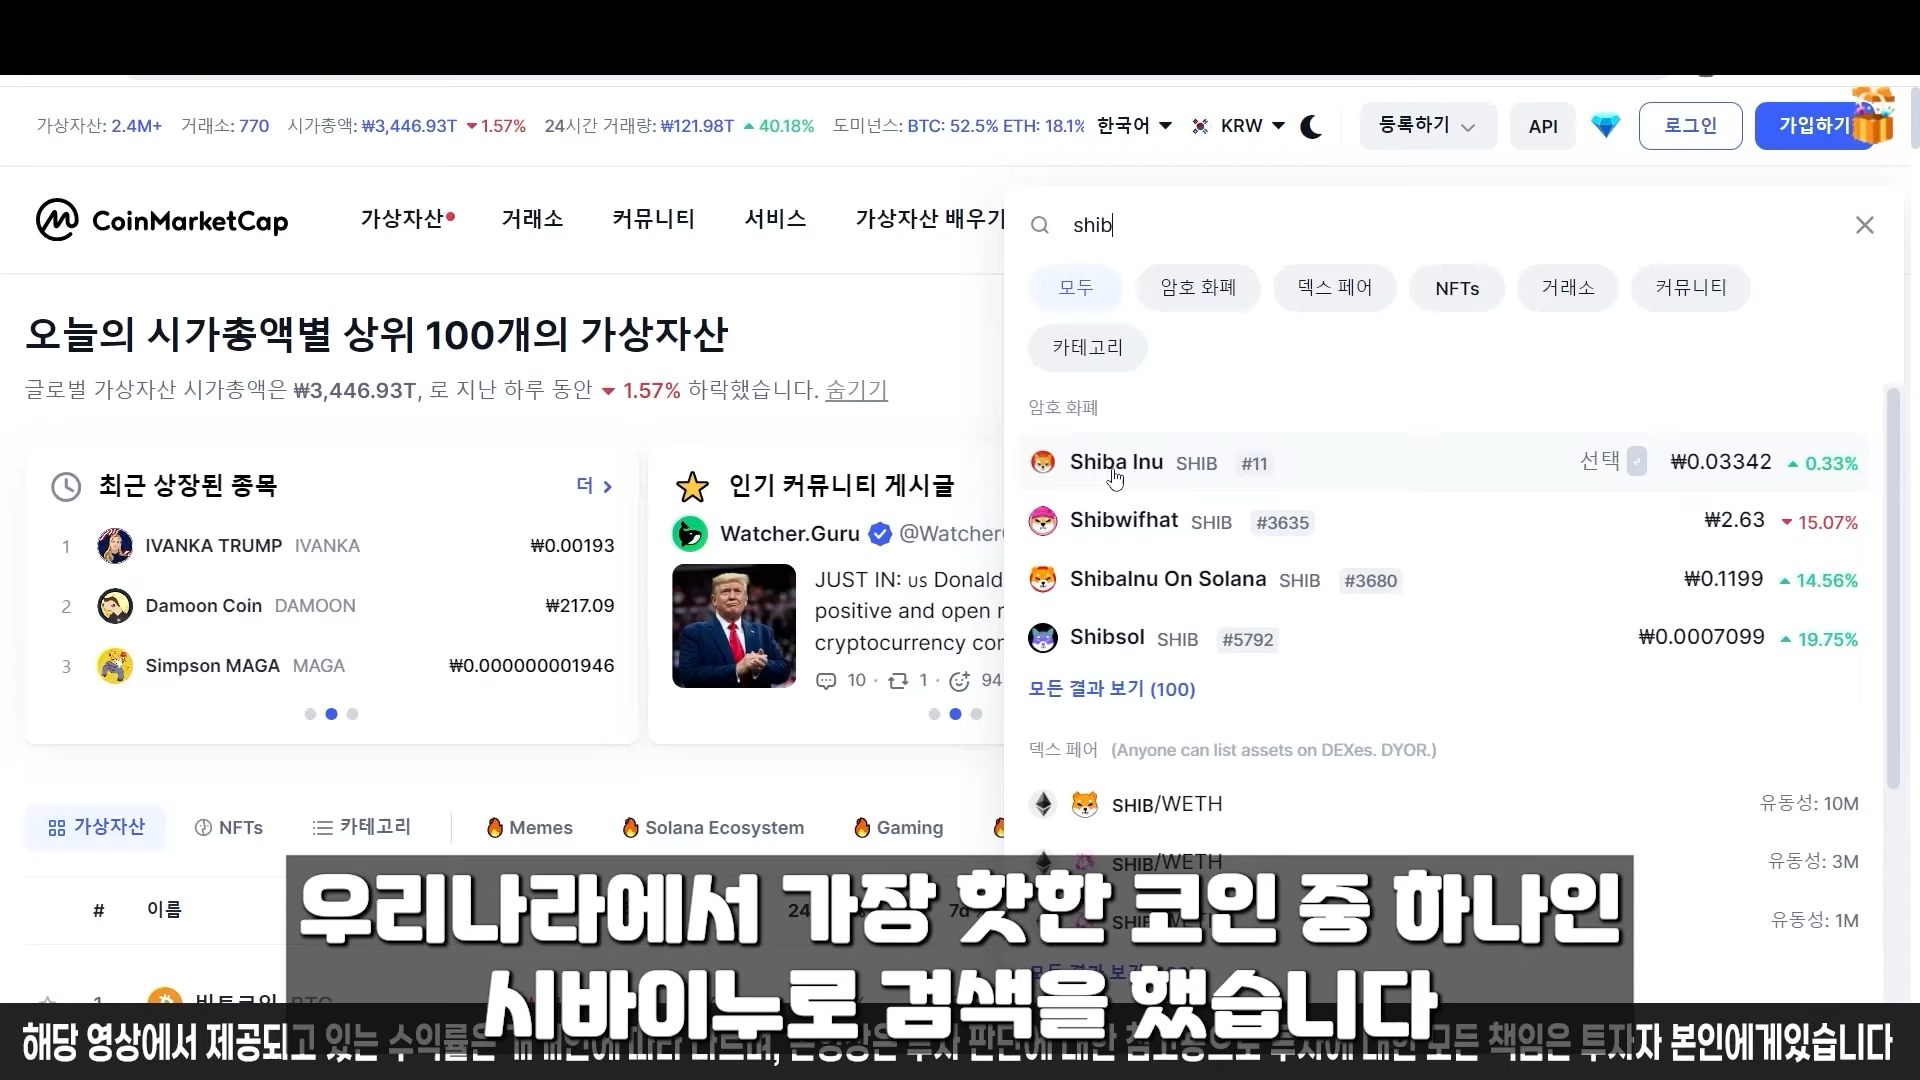 가상자산: 2.4M+ 거래소: 770 시가총액: ₩3,446.93T 1.57% 24시간 거래량: ₩121.98T 40.18% 도미넌스: BTC: 52.5% ETH: 18.1% 한국어 KRW 등록하기 API 로그인 가입하기
CoinMarketCap 가상자산 거래소 커뮤니티 서비스 가상자산 배우기
shib
모두 암호 화폐 덱스 페어 NFTs 거래소 커뮤니티
카테고리
오늘의 시가총액별 상위 100개의 가상자산
글로벌 가상자산 시가총액은 ₩3,446.93T, 로 지난 하루 동안 1.57% 하락했습니다. 숨기기
최근 상장된 종목 더
1 IVANKA TRUMP IVANKA ₩0.00193
2 Damoon Coin DAMOON ₩217.09
3 Simpson MAGA MAGA ₩0.000000001946
인기 커뮤니티 게시글
Watcher.Guru @Watcher
JUST IN: us Donald
positive and open
cryptocurrency
10 · 1 · 94
암호 화폐
Shiba Inu SHIB #11 선택 ₩0.03342 0.33%
Shibwifhat SHIB #3635 ₩2.63 15.07%
ShibaInu On Solana SHIB #3680 ₩0.1199 14.56%
Shibsol SHIB #5792 ₩0.0007099 19.75%
모든 결과 보기 (100)
덱스 페어 (Anyone can list assets on DEXes. DYOR.)
SHIB/WETH 유동성: 10M
SHIB/WETH 유동성: 3M
유동성: 1M
가상자산 NFTs 카테고리 Memes Solana Ecosystem Gaming
# 이름
1 비트코인 BTC
우리나라에서 가장 핫한 코인 중 하나인
시바이누로 검색을 했습니다
해당 영상에서 제공되고 있는 수익률은 투자 판단에 대한 모든 책임은 투자자 본인에게있습니다